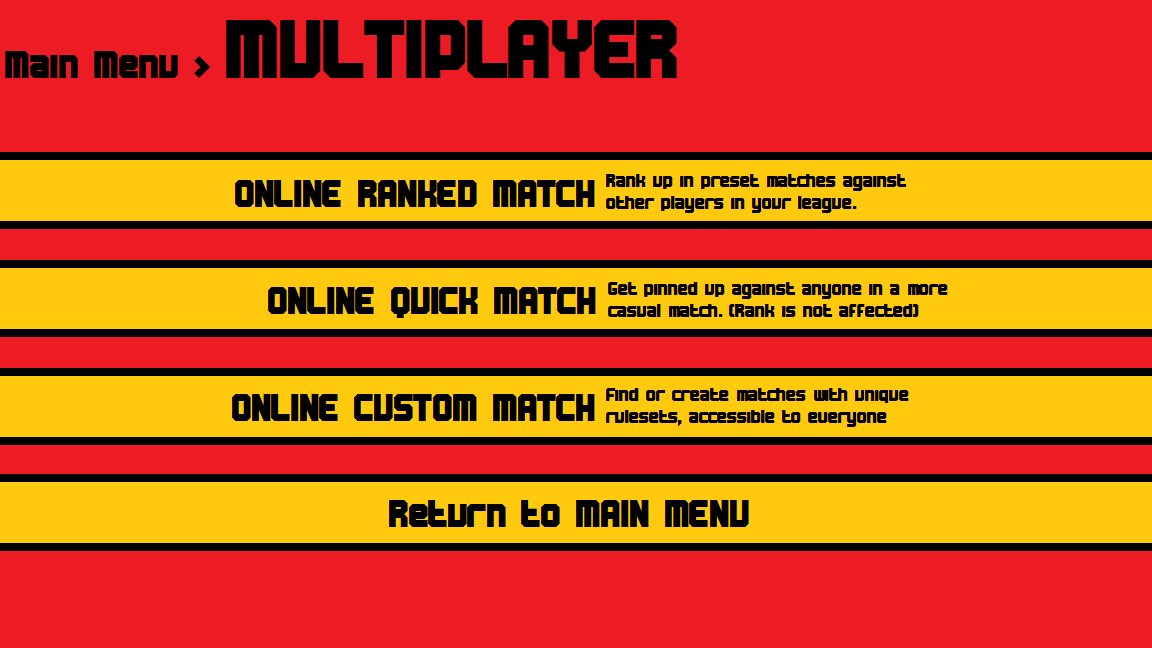 Main Menu > MULTIPLAYER
ONLINE RANKED MATCH
Rank up in preset matches against
other players in your league.
ONLINE QUICK MATCH
Get pinned up against anyone in a more
casual match. (Rank is not affected)
ONLINE CUSTOM MATCH
Find or create matches with unique
rulesets, accessible to everyone
Return to MAIN MENU